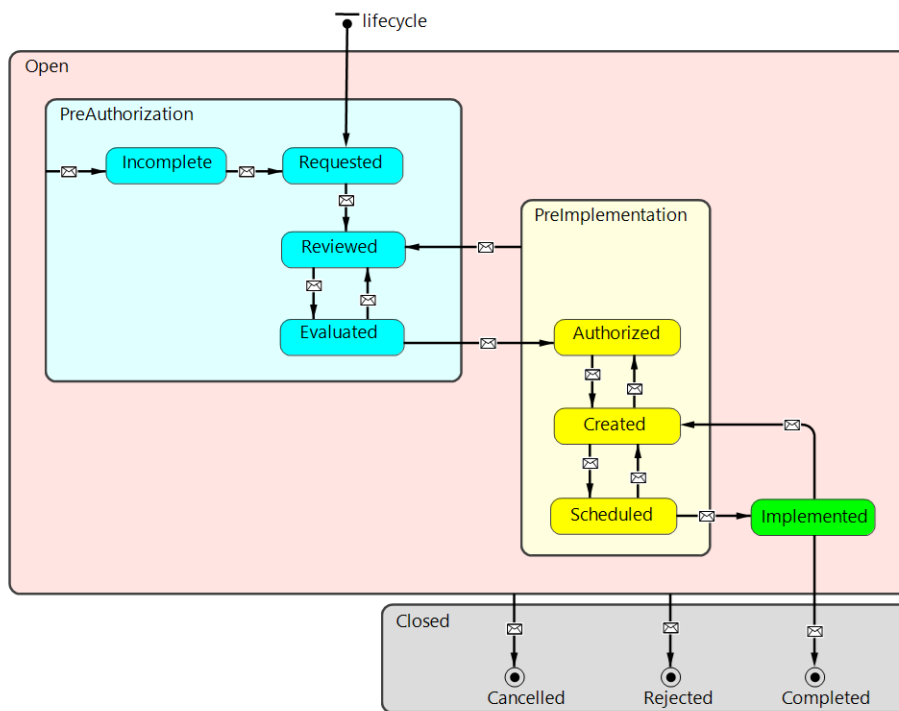 lifecycle
Open
PreAuthorization
Incomplete
Requested
PreImplementation
Reviewed
Evaluated
Authorized
Created
Scheduled
Implemented
Closed
Cancelled
Rejected
Completed